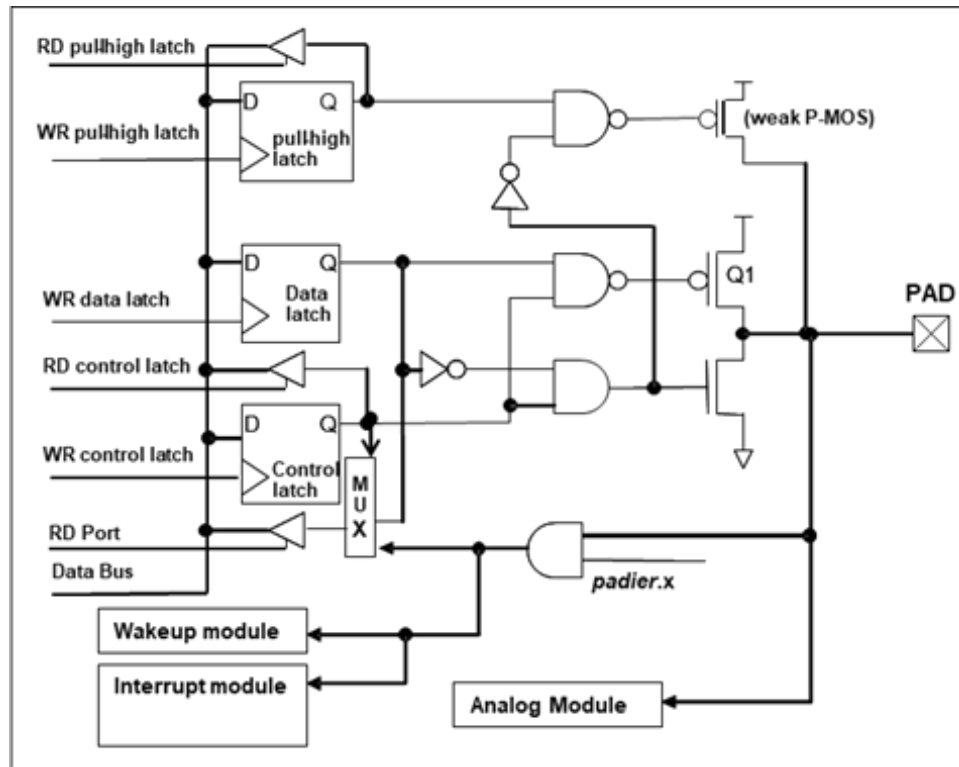 RD pull-high latch
D Q
(weak P-MOS)
WR pull-high latch
pull-high
latch
D Q
Q1
Data
latch
WR data latch
PAD
RD control latch
D Q
WR control latch
Control
latch
MUX
RD Port
padier.x
Data Bus
Wakeup module
Interrupt module
Analog Module